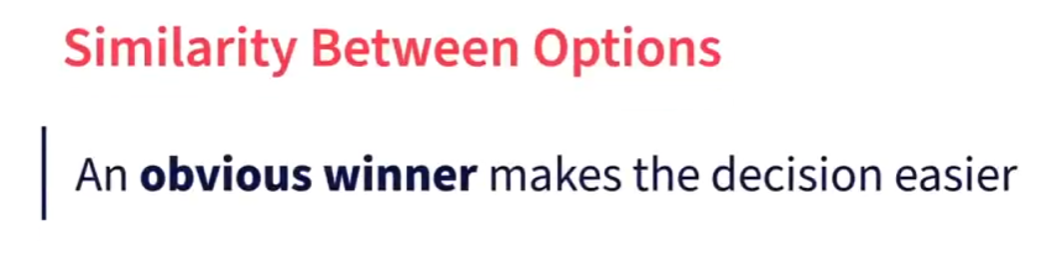 Similarity Between Options
An obvious winner makes the decision easier